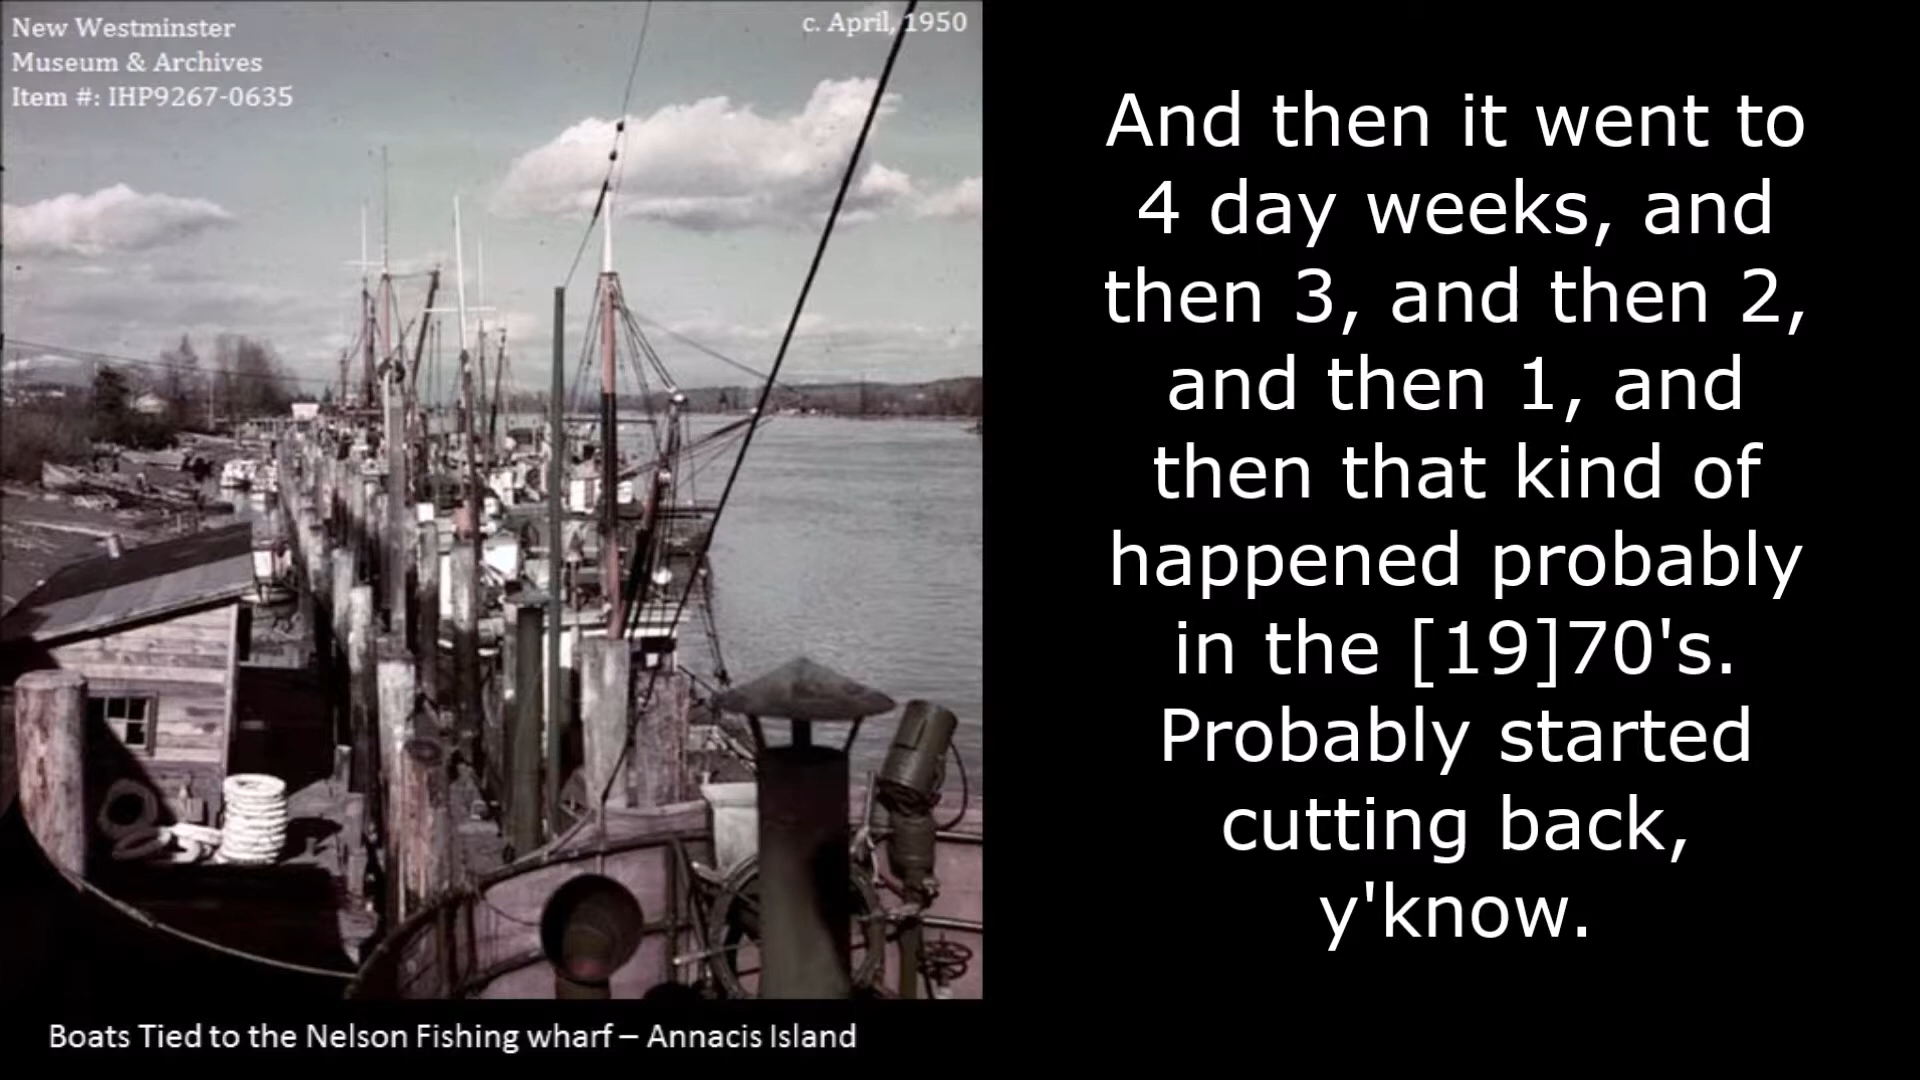 New Westminster
Museum & Archives
Item #: IHP9267-0635
c. April, 1950
And then it went to
4 day weeks, and
then 3, and then 2,
and then 1, and
then that kind of
happened probably
in the [19]70's.
Probably started
cutting back,
y'know.
Boats Tied to the Nelson Fishing wharf – Annacis Island